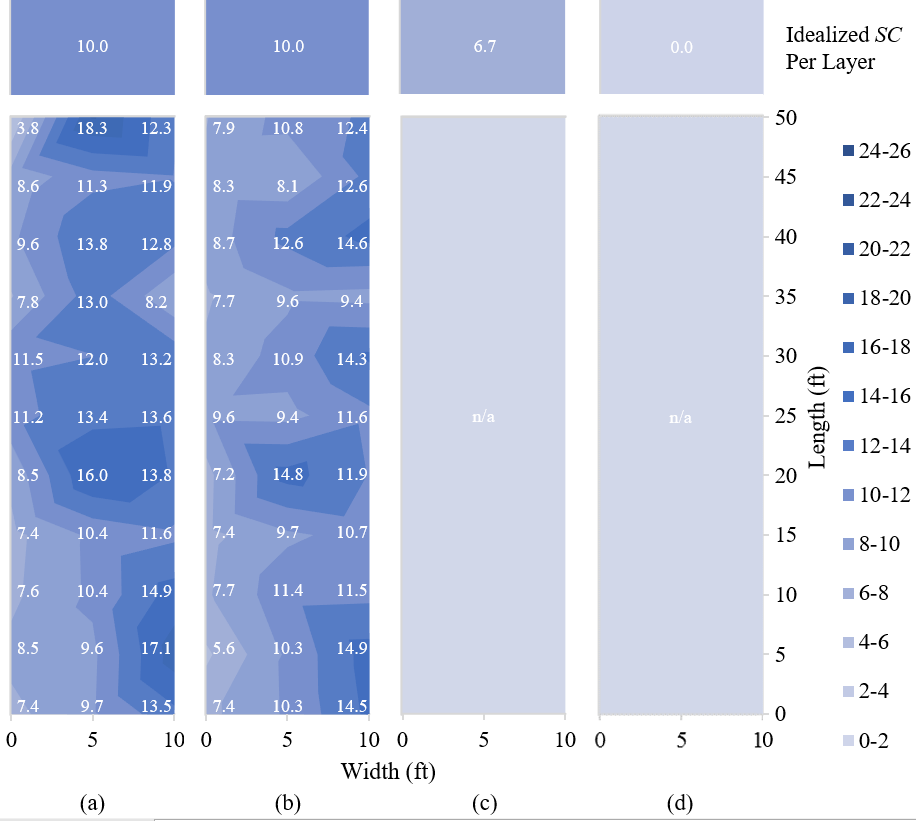 10.0 10.0 6.7 0.0 Idealized SC
Per Layer
3.8 18.3 12.3 7.9 10.8 12.4 50
24-26
8.6 11.3 11.9 8.3 8.1 12.6 45
22-24
9.6 13.8 12.8 8.7 12.6 14.6 40
20-22
7.8 13.0 8.2 7.7 9.6 9.4 35
18-20
16-18
11.5 12.0 13.2 8.3 10.9 14.3 30
14-16
11.2 13.4 13.6 9.6 9.4 11.6 n/a n/a 25
Length (ft)
12-14
8.5 16.0 13.8 7.2 14.8 11.9 20
10-12
7.4 10.4 11.6 7.4 9.7 10.7 15
8-10
7.6 10.4 14.9 7.7 11.4 11.5 10
6-8
8.5 9.6 17.1 5.6 10.3 14.9 5
4-6
2-4
7.4 9.7 13.5 7.4 10.3 14.5 0
0 5 10 0 5 10 0 5 10 0 5 10 0-2
Width (ft)
(a) (b) (c) (d)